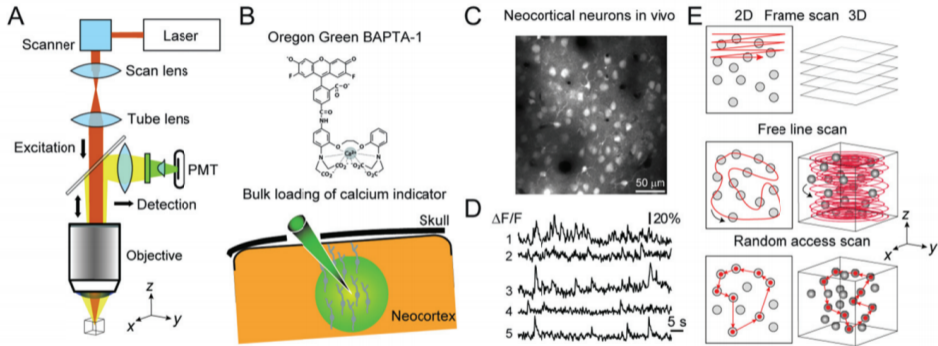 A
Scanner
Laser
Scan lens
Tube lens
Excitation
PMT
Detection
Objective
z
x
y
B
Oregon Green BAPTA-1
Bulk loading of calcium indicator
Skull
Neocortex
C
Neocortical neurons in vivo
50 μm
D
ΔF/F
20%
1
2
3
4
5
5 s
E
2D Frame scan 3D
Free line scan
z
x
y
Random access scan